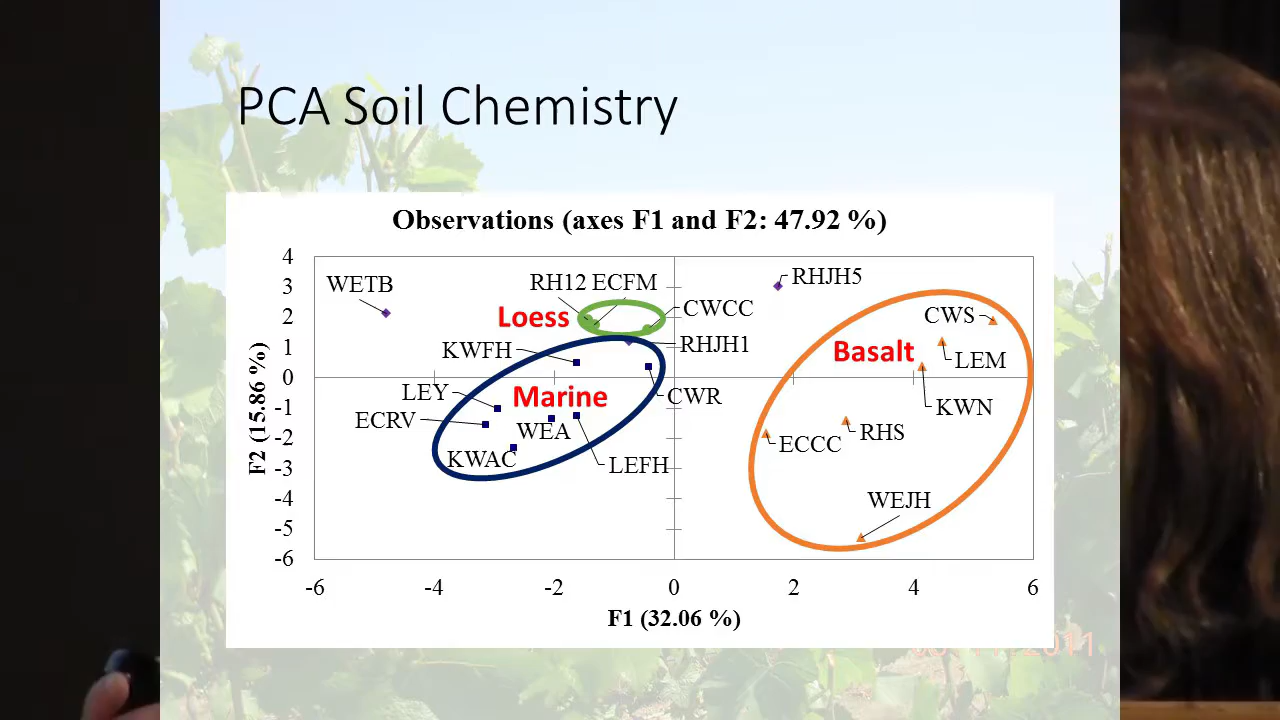 PCA Soil Chemistry
Observations (axes F1 and F2: 47.92 %)
F2 (15.86 %)
4
3
2
1
0
-1
-2
-3
-4
-5
-6
WETB
RH12 ECFM
RHJH5
Loess
CWCC
CWS
KWFH
RHJH1
Basalt
LEM
LEY
Marine
CWR
KWN
ECRV
WEA
RHS
ECCC
KWAC
LEFH
WEJH
-6 -4 -2 0 2 4 6
F1 (32.06 %)